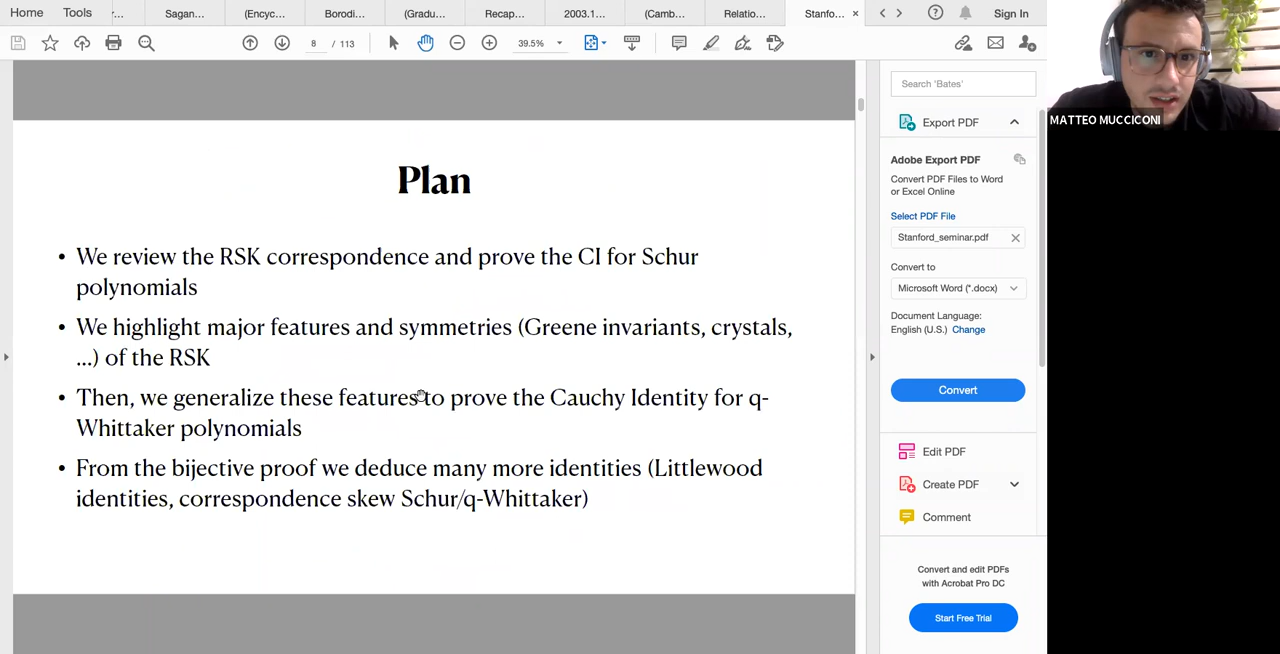 Home Tools r... Sagan... (Encyc... Borodi... (Gradu... Recap... 2003.1... (Camb... Relatio... Stanfo... × Sign In
8 / 113 39.5%
Plan
• We review the RSK correspondence and prove the CI for Schur
polynomials
• We highlight major features and symmetries (Greene invariants, crystals,
...) of the RSK
• Then, we generalize these features to prove the Cauchy Identity for q-
Whittaker polynomials
• From the bijective proof we deduce many more identities (Littlewood
identities, correspondence skew Schur/q-Whittaker)
Search 'Bates'
Export PDF
Adobe Export PDF
Convert PDF Files to Word
or Excel Online
Select PDF File
Stanford_seminar.pdf
Convert to
Microsoft Word (*.docx)
Document Language:
English (U.S.) Change
Convert
Edit PDF
Create PDF
Comment
Convert and edit PDFs
with Acrobat Pro DC
Start Free Trial
MATTEO MUCCICONI